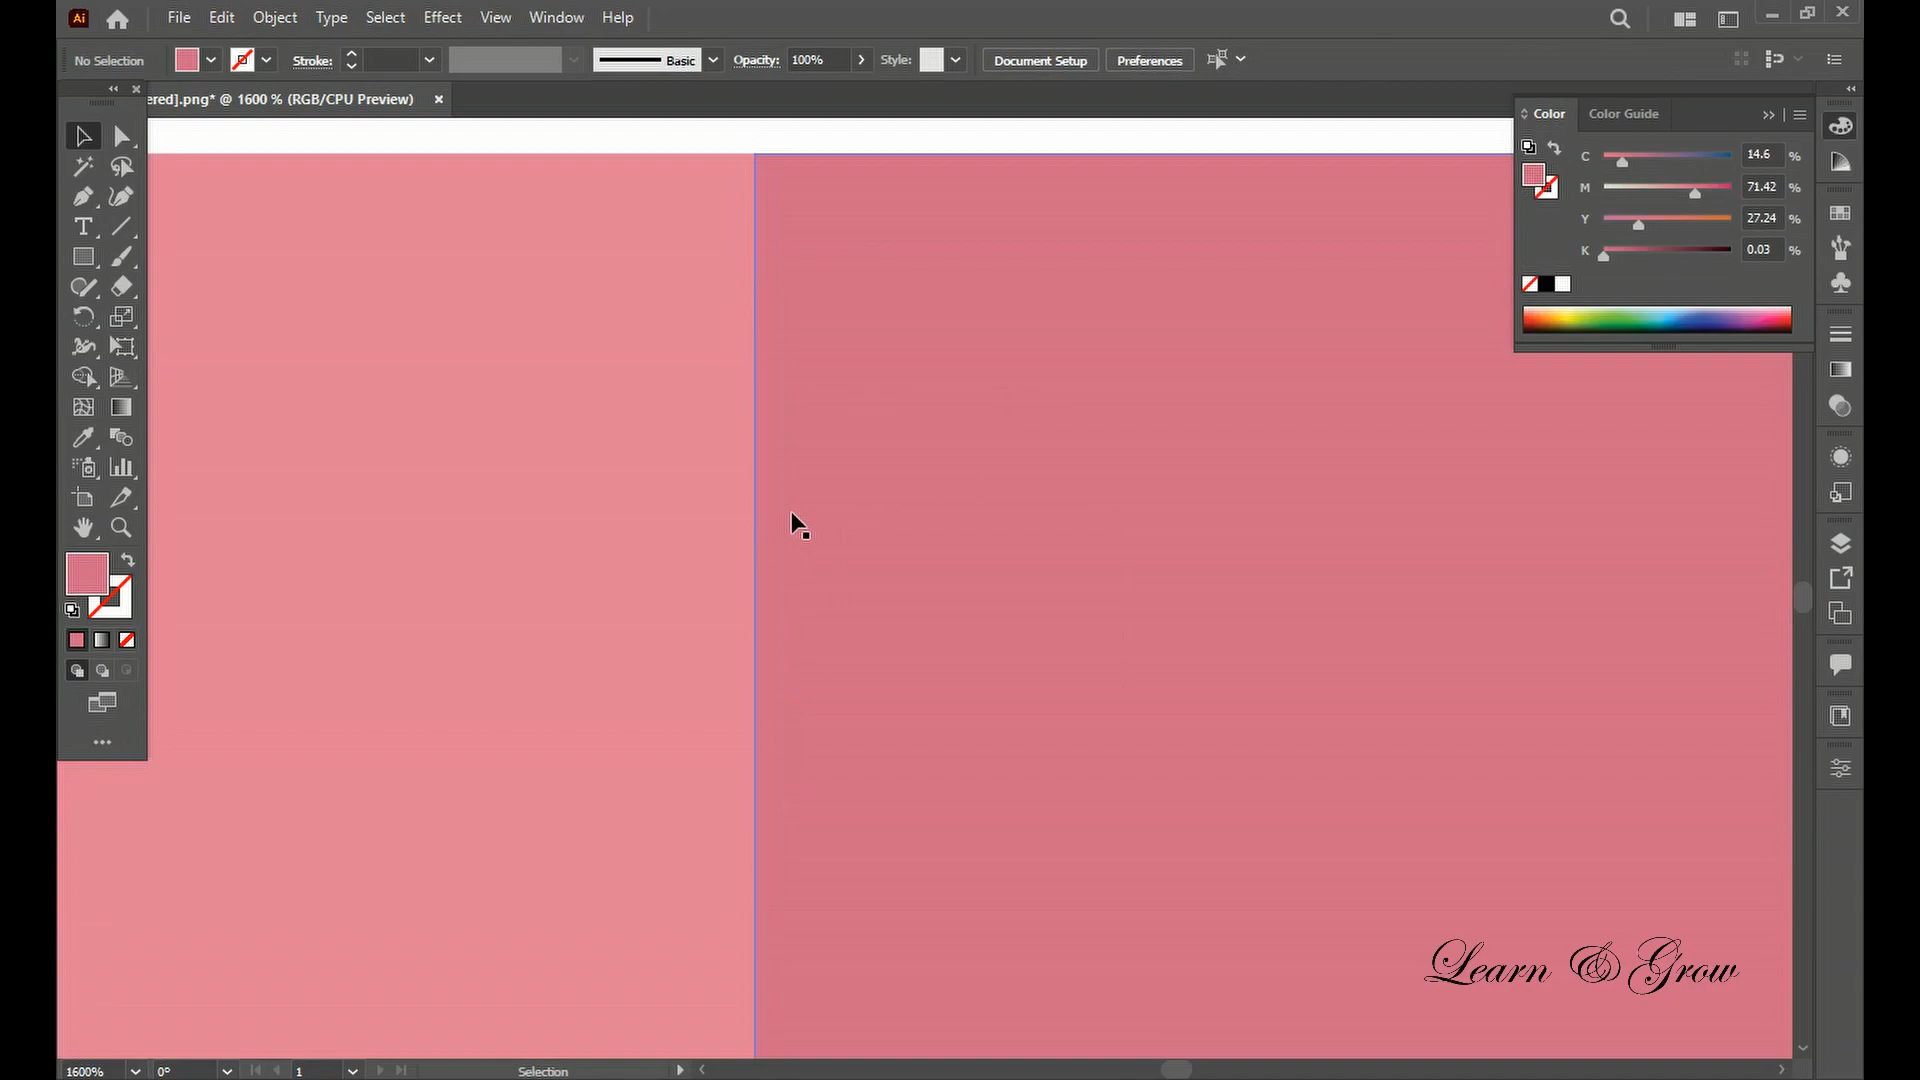 Ai File Edit Object Type Select Effect View Window Help
No Selection Stroke: Basic Opacity: 100% Style: Document Setup Preferences
ered].png* @ 1600 % (RGB/CPU Preview)
Color Color Guide
C 14.6 %
M 71.42 %
Y 27.24 %
K 0.03 %
Learn & Grow
1600% 0° 1 Selection